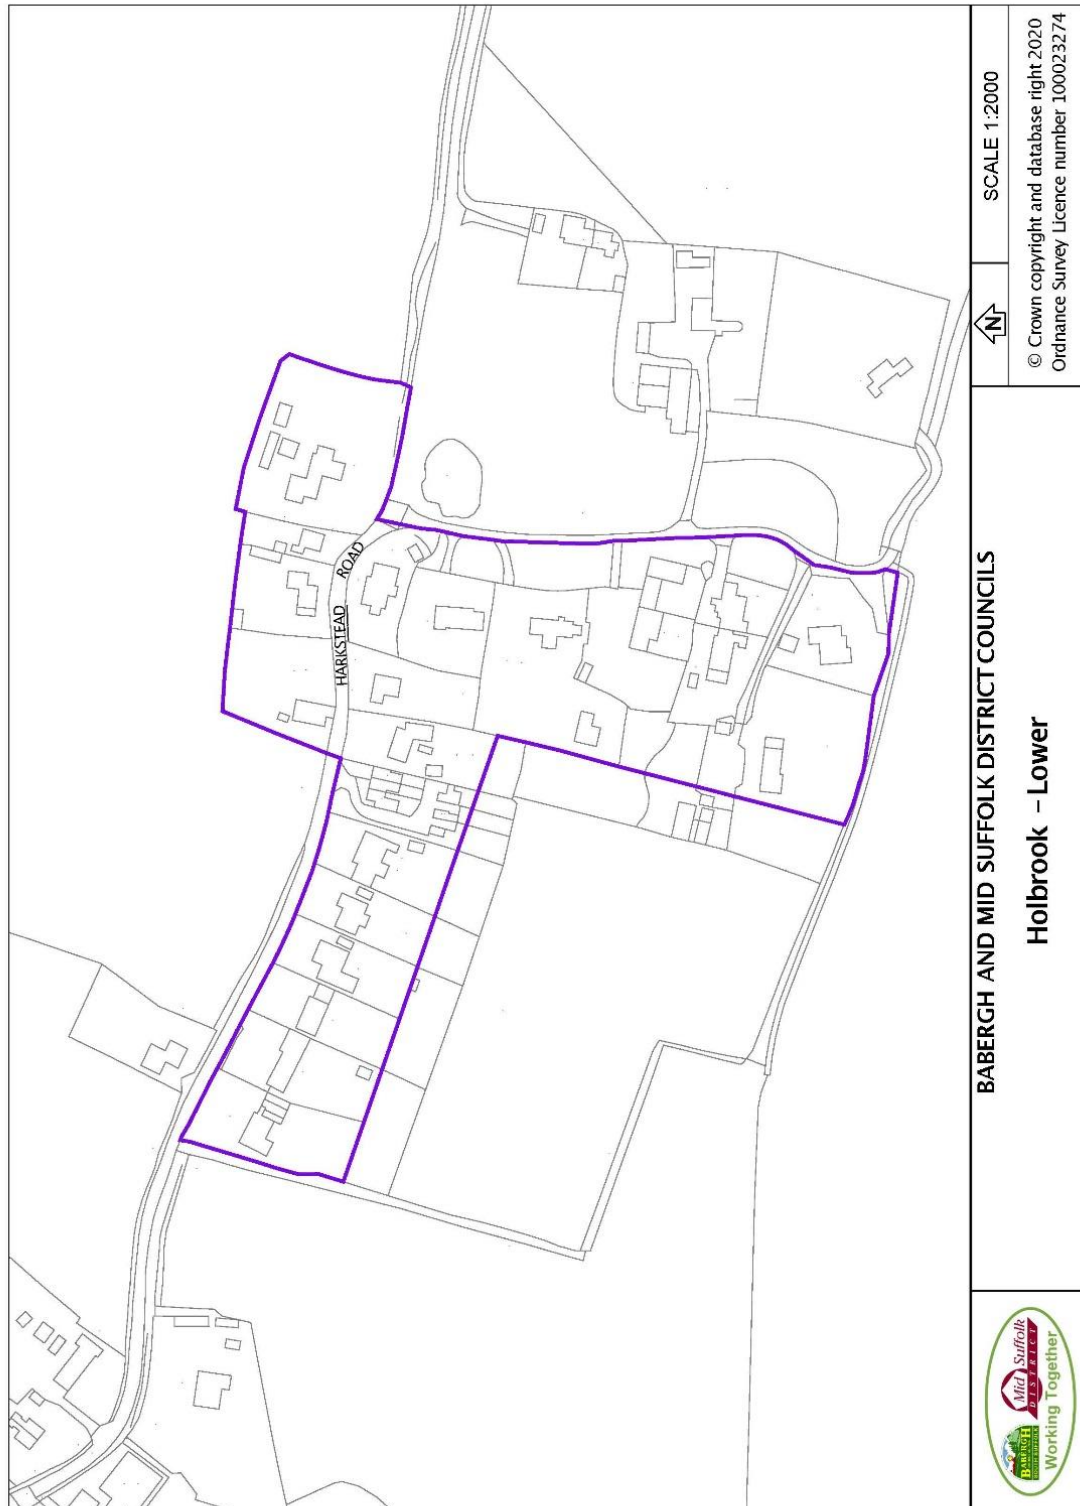 HARKSTEAD ROAD
BABERGH
Mid Suffolk
DISTRICT
Working Together
BABERGH AND MID SUFFOLK DISTRICT COUNCILS
Holbrook - Lower
N
SCALE 1:2000
© Crown copyright and database right 2020
Ordnance Survey Licence number 100023274